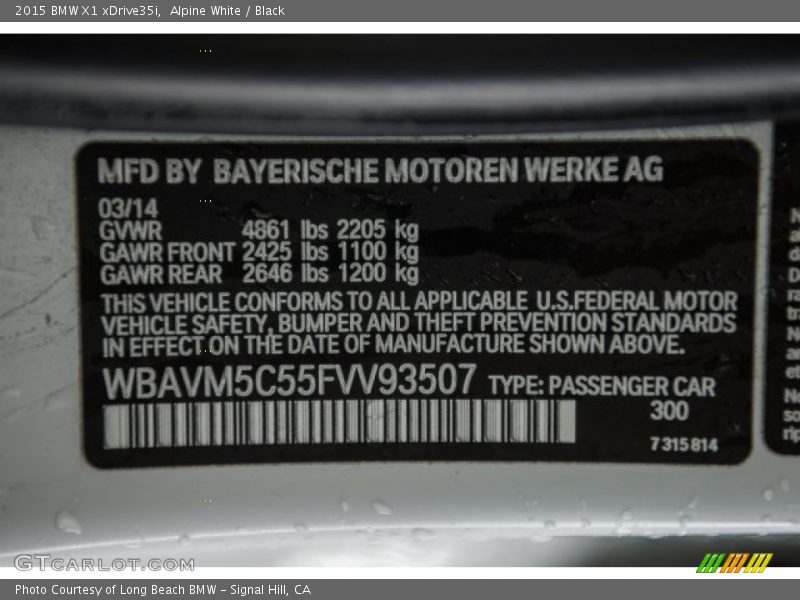 2015 BMW X1 xDrive35i, Alpine White / Black
MFD BY BAYERISCHE MOTOREN WERKE AG
03/14
GVWR 4861 lbs 2205 kg
GAWR FRONT 2425 lbs 1100 kg
GAWR REAR 2646 lbs 1200 kg
THIS VEHICLE CONFORMS TO ALL APPLICABLE U.S.FEDERAL MOTOR
VEHICLE SAFETY, BUMPER AND THEFT PREVENTION STANDARDS
IN EFFECT ON THE DATE OF MANUFACTURE SHOWN ABOVE.
WBAVM5C55FVV93507 TYPE: PASSENGER CAR
300
7315814
GTCARLOT.COM
Photo Courtesy of Long Beach BMW - Signal Hill, CA